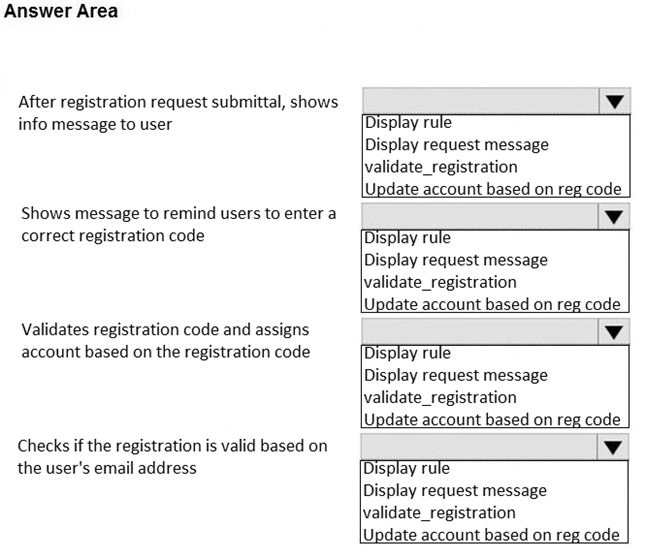 Answer Area
After registration request submittal, shows
info message to user
Display rule
Display request message
validate_registration
Update account based on reg code
Shows message to remind users to enter a
correct registration code
Display rule
Display request message
validate_registration
Update account based on reg code
Validates registration code and assigns
account based on the registration code
Display rule
Display request message
validate_registration
Update account based on reg code
Checks if the registration is valid based on
the user's email address
Display rule
Display request message
validate_registration
Update account based on reg code